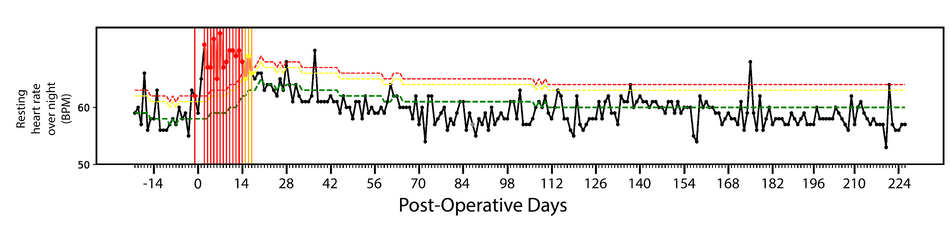 Resting
heart rate
over night
(BPM)
60
50
-14 0 14 28 42 56 70 84 98 112 126 140 154 168 182 196 210 224
Post-Operative Days